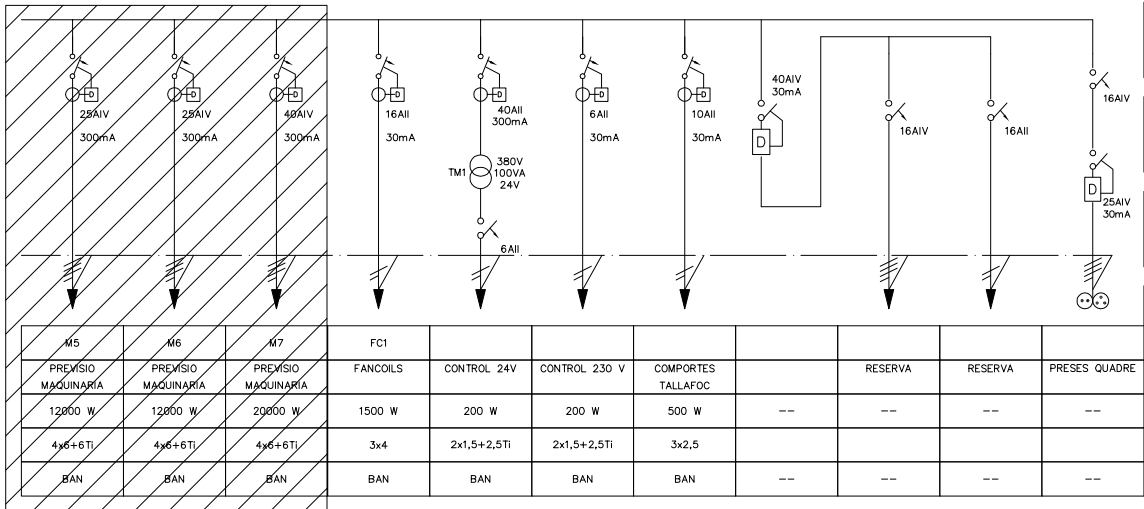 D
D
D
D
D
D
D
25AIV
300mA
25AIV
300mA
40AIV
300mA
16AII
30mA
40AII
300mA
6AII
30mA
10AII
30mA
40AIV
30mA
D
16AIV
16AII
16AIV
D
25AIV
30mA
TM1
380V
100VA
24V
6AII
M5 M6 M7 FC1
PREVISIO MAQUINARIA
PREVISIO MAQUINARIA
PREVISIO MAQUINARIA
FANCOILS
CONTROL 24V
CONTROL 230 V
COMPORTES TALLAFOC
RESERVA
RESERVA
PRESES QUADRE
12000 W 12000 W 20000 W 1500 W 200 W 200 W 500 W -- -- -- --
4x6+6Ti 4x6+6Ti 4x6+6Ti 3x4 2x1,5+2,5Ti 2x1,5+2,5Ti 3x2,5
BAN BAN BAN BAN BAN BAN BAN -- -- -- --